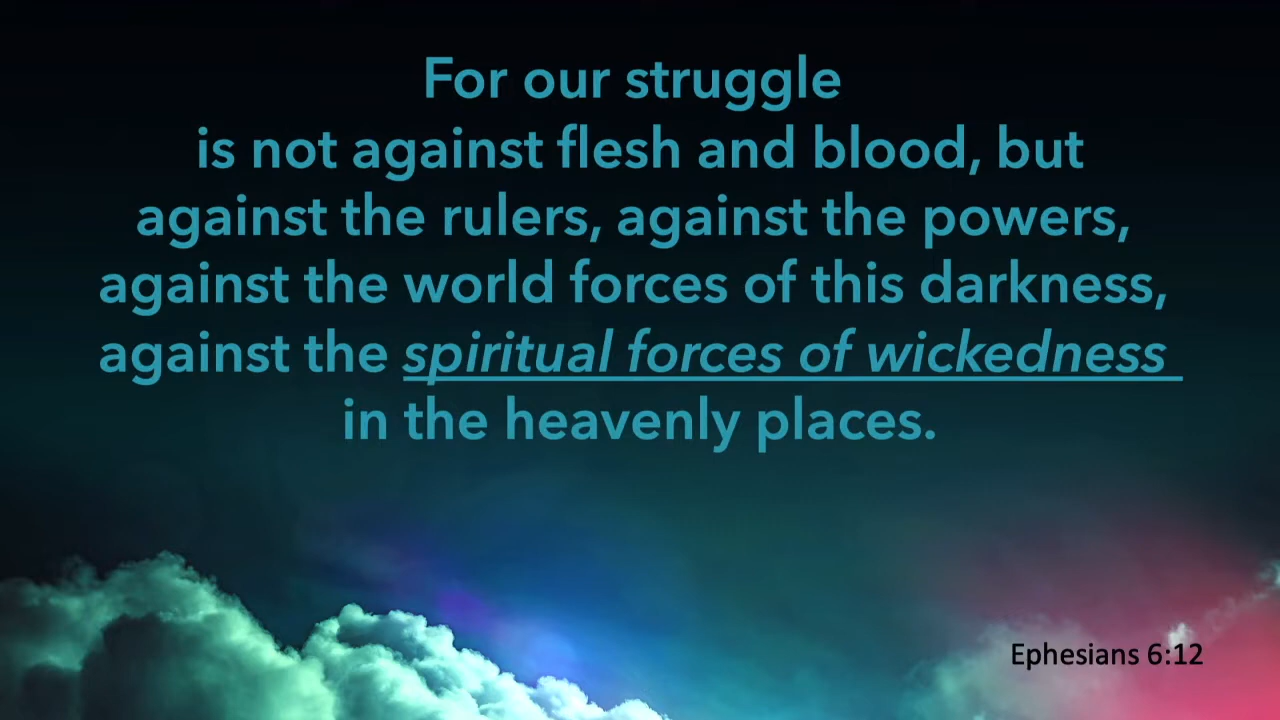 For our struggle
is not against flesh and blood, but
against the rulers, against the powers,
against the world forces of this darkness,
against the spiritual forces of wickedness
in the heavenly places.
Ephesians 6:12